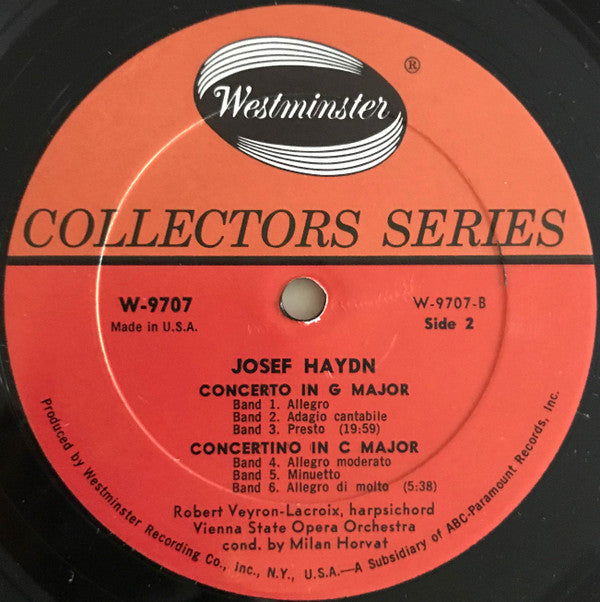 Westminster
®
COLLECTORS SERIES
W-9707
Made in U.S.A.
W-9707-B
Side 2
JOSEF HAYDN
CONCERTO IN G MAJOR
Band 1. Allegro
Band 2. Adagio cantabile
Band 3. Presto (19:59)
CONCERTINO IN C MAJOR
Band 4. Allegro moderato
Band 5. Minuetto
Band 6. Allegro di molto (5:38)
Robert Veyron-Lacroix, harpsichord
Vienna State Opera Orchestra
cond. by Milan Horvat
Produced by Westminster Recording Co., Inc., N.Y., U.S.A.—A Subsidiary of ABC-Paramount Records, Inc.